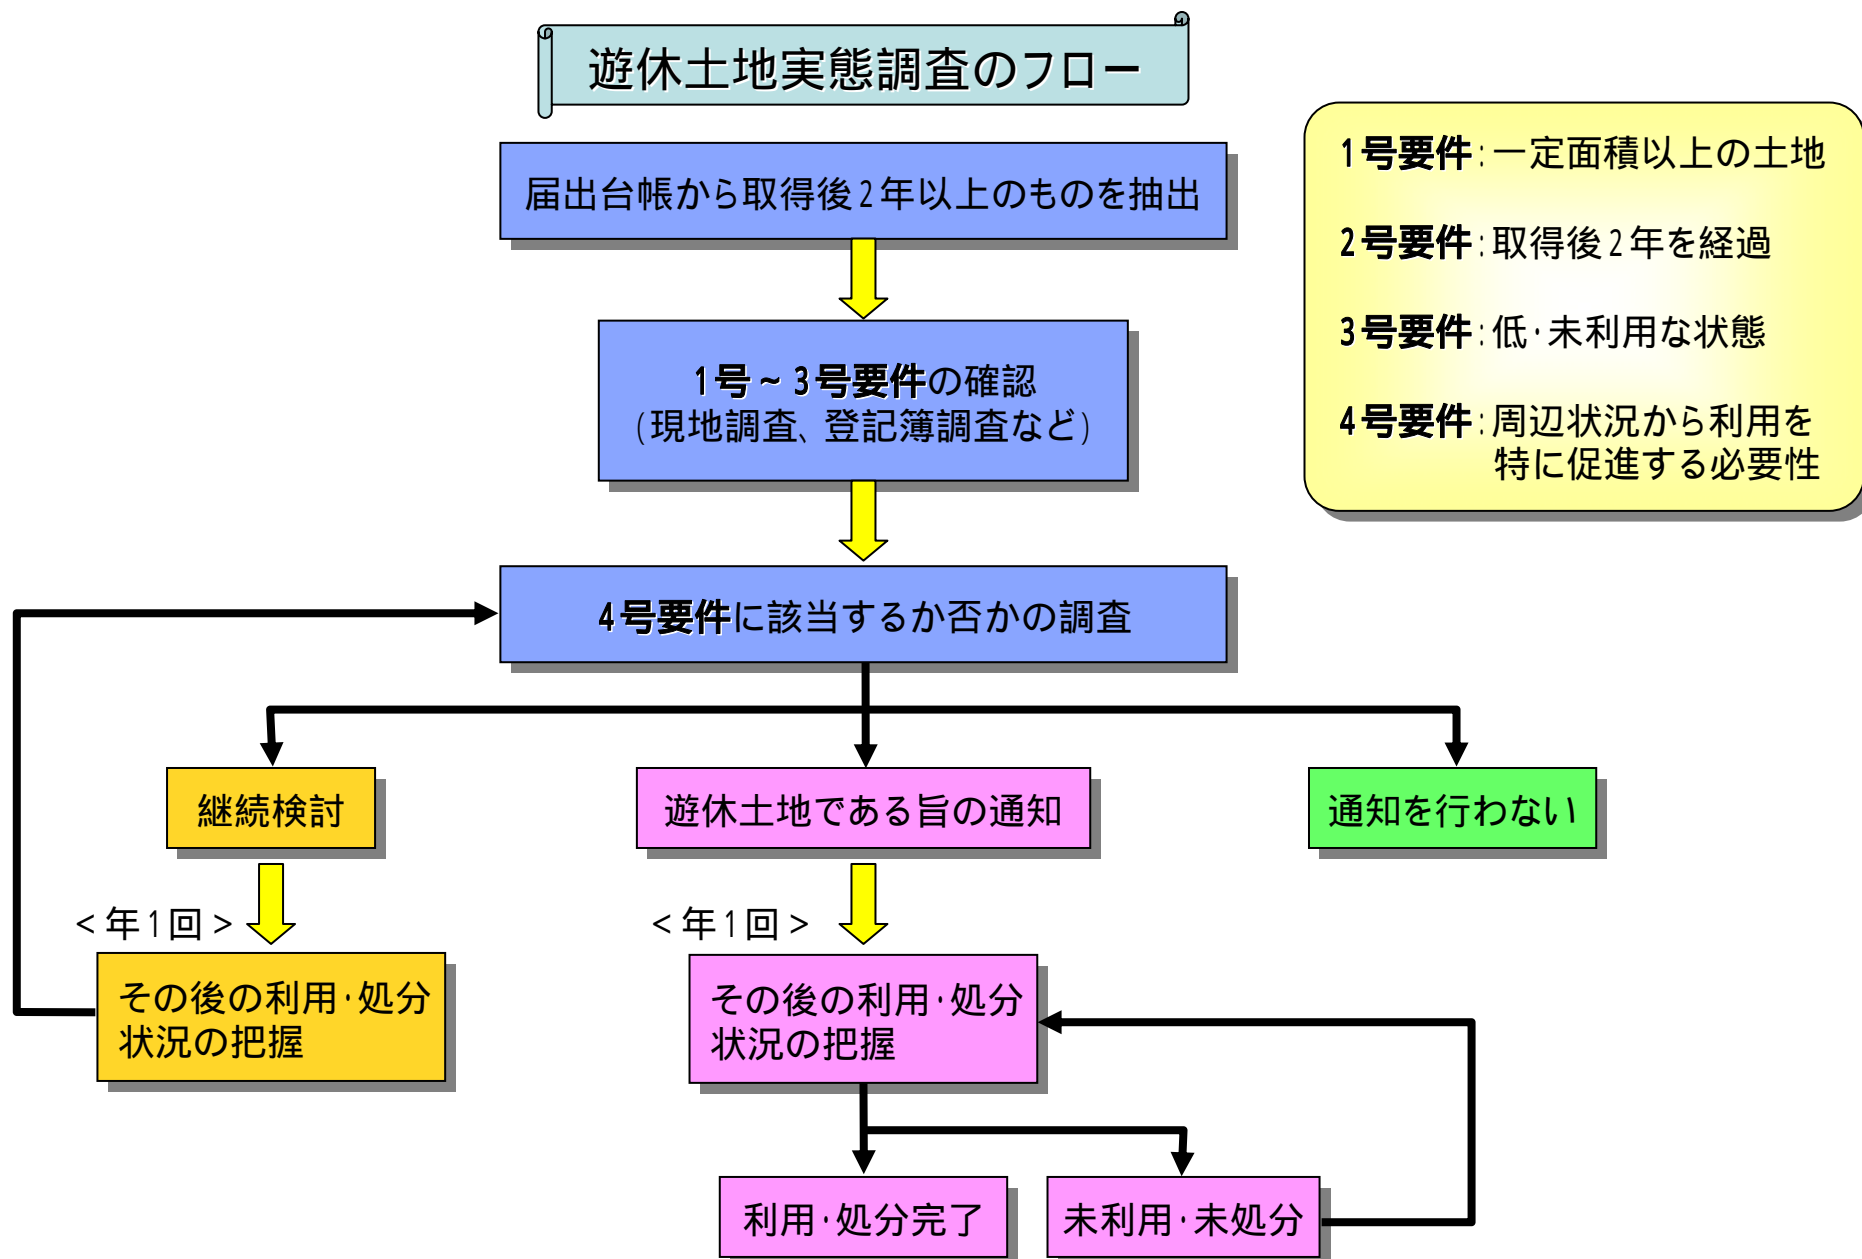 遊休土地実態調査のフロー
届出台帳から取得後2年以上のものを抽出
1号~3号要件の確認
(現地調査、登記簿調査など)
1号要件:一定面積以上の土地
2号要件:取得後2年を経過
3号要件:低・未利用な状態
4号要件:周辺状況から利用を
特に促進する必要性
4号要件に該当するか否かの調査
継続検討
遊休土地である旨の通知
通知を行わない
<年1回>
<年1回>
その後の利用・処分
状況の把握
その後の利用・処分
状況の把握
利用・処分完了
未利用・未処分